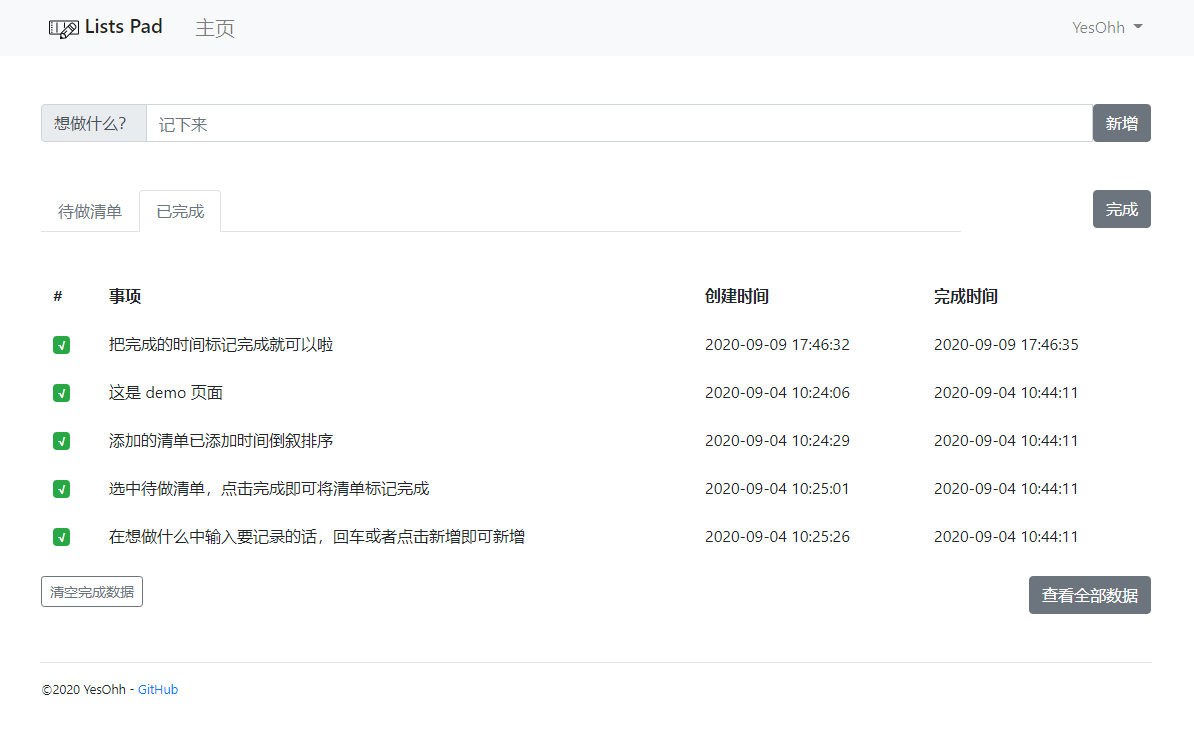 Lists Pad 主页 YesOhh
想做什么? 记下来 新增
待做清单 已完成 完成
# 事项 创建时间 完成时间
√ 把完成的时间标记完成就可以啦 2020-09-09 17:46:32 2020-09-09 17:46:35
√ 这是 demo 页面 2020-09-04 10:24:06 2020-09-04 10:44:11
√ 添加的清单已添加时间倒叙排序 2020-09-04 10:24:29 2020-09-04 10:44:11
√ 选中待做清单，点击完成即可将清单标记完成 2020-09-04 10:25:01 2020-09-04 10:44:11
√ 在想做什么中输入要记录的话，回车或者点击新增即可新增 2020-09-04 10:25:26 2020-09-04 10:44:11
清空完成数据 查看全部数据
©2020 YesOhh - GitHub